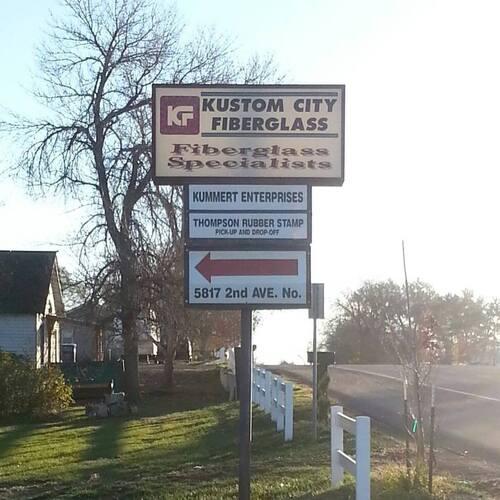 KF
KUSTOM CITY
FIBERGLASS
Fiberglass
Specialists
KUMMERT ENTERPRISES
THOMPSON RUBBER STAMP
PICK-UP AND DROP-OFF
5817 2nd AVE. No.